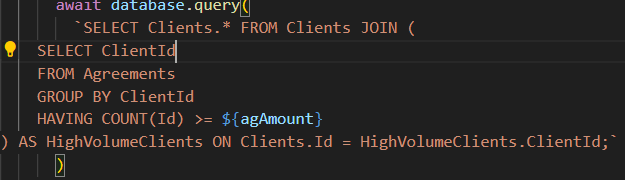 await database.query(
`SELECT Clients.* FROM Clients JOIN (
SELECT ClientId
FROM Agreements
GROUP BY ClientId
HAVING COUNT(Id) >= ${agAmount}
) AS HighVolumeClients ON Clients.Id = HighVolumeClients.ClientId;`
)